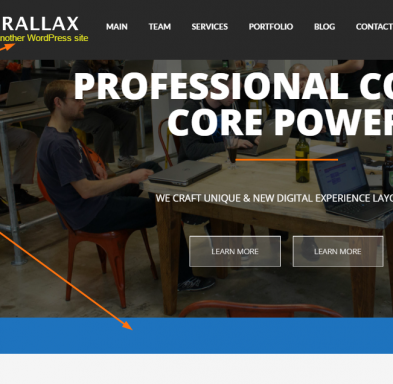 RALLAX
nother WordPress site
MAIN TEAM SERVICES PORTFOLIO BLOG CONTACT
PROFESSIONAL CO
CORE POWER
WE CRAFT UNIQUE & NEW DIGITAL EXPERIENCE LAYO
LEARN MORE LEARN MORE